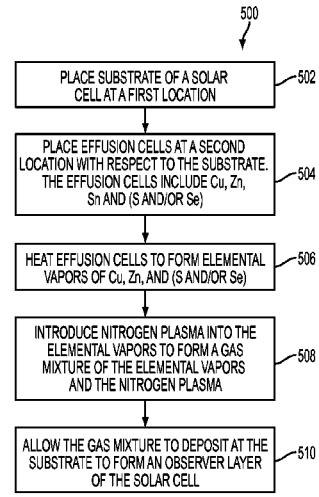 500
PLACE SUBSTRATE OF A SOLAR
CELL AT A FIRST LOCATION
502
PLACE EFFUSION CELLS AT A SECOND
LOCATION WITH RESPECT TO THE SUBSTRATE.
THE EFFUSION CELLS INCLUDE Cu, Zn,
Sn AND (S AND/OR Se)
504
HEAT EFFUSION CELLS TO FORM ELEMENTAL
VAPORS OF Cu, Zn, AND (S AND/OR Se)
506
INTRODUCE NITROGEN PLASMA INTO THE
ELEMENTAL VAPORS TO FORM A GAS
MIXTURE OF THE ELEMENTAL VAPORS
AND THE NITROGEN PLASMA
508
ALLOW THE GAS MIXTURE TO DEPOSIT AT THE
SUBSTRATE TO FORM AN OBSERVER LAYER
OF THE SOLAR CELL
510